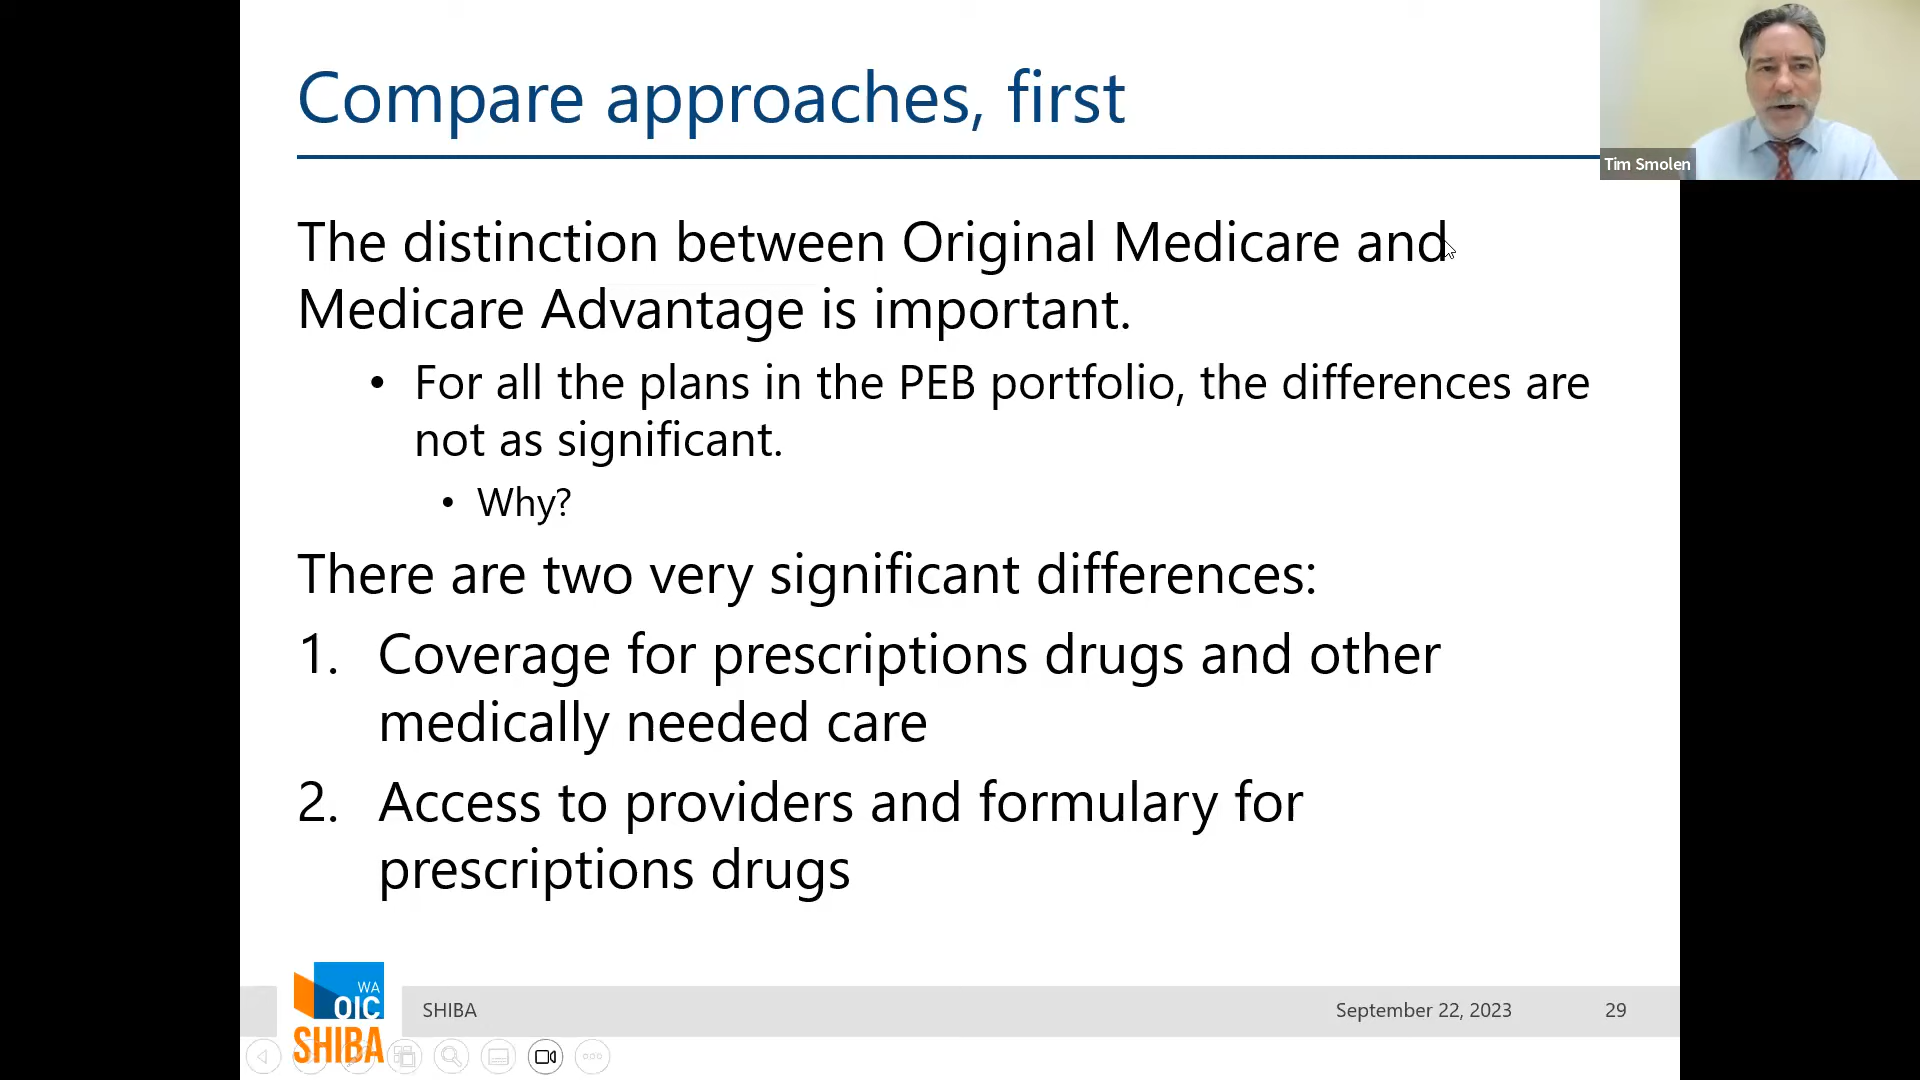 Compare approaches, first
Tim Smolen
The distinction between Original Medicare and
Medicare Advantage is important.
• For all the plans in the PEB portfolio, the differences are
not as significant.
• Why?
There are two very significant differences:
1. Coverage for prescriptions drugs and other
medically needed care
2. Access to providers and formulary for
prescriptions drugs
WA
OIC
SHIBA
SHIBA
September 22, 2023
29